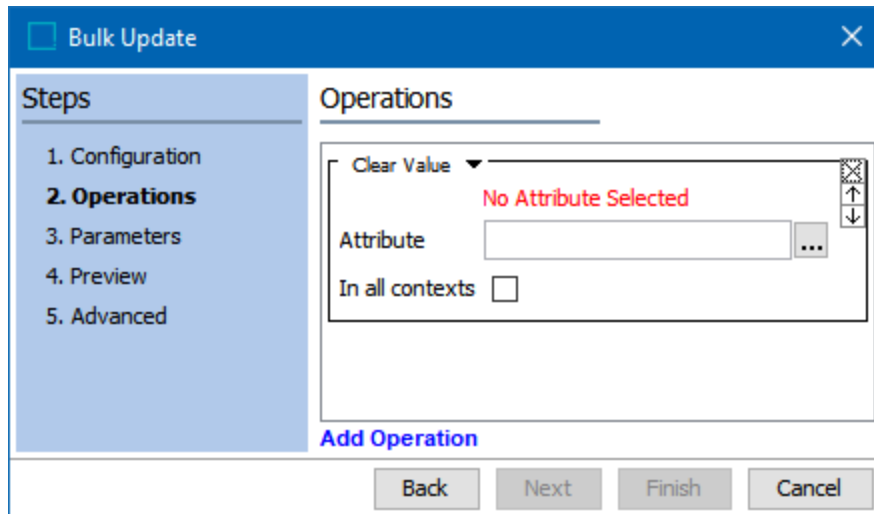 Bulk Update
Steps
1. Configuration
2. Operations
3. Parameters
4. Preview
5. Advanced
Operations
Clear Value
No Attribute Selected
Attribute
...
In all contexts
Add Operation
Back Next Finish Cancel